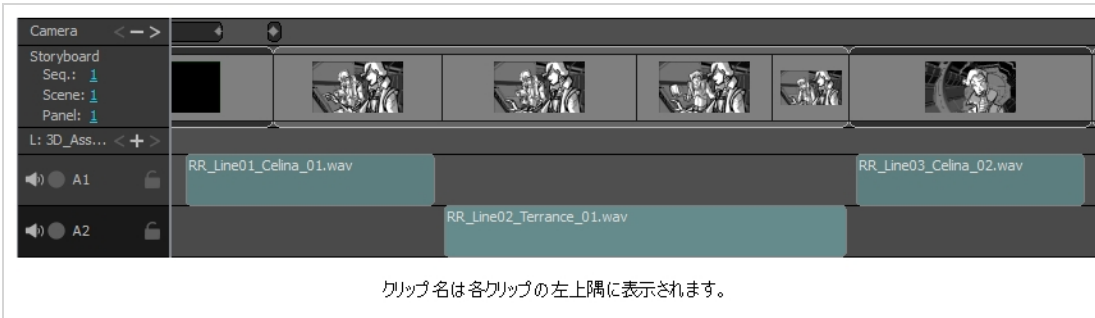 Camera
Storyboard
Seq.: 1
Scene: 1
Panel: 1
L: 3D_Ass...
A1
RR_Line01_Celina_01.wav
RR_Line03_Celina_02.wav
A2
RR_Line02_Terrance_01.wav
クリップ名は各クリップの左上隅に表示されます。